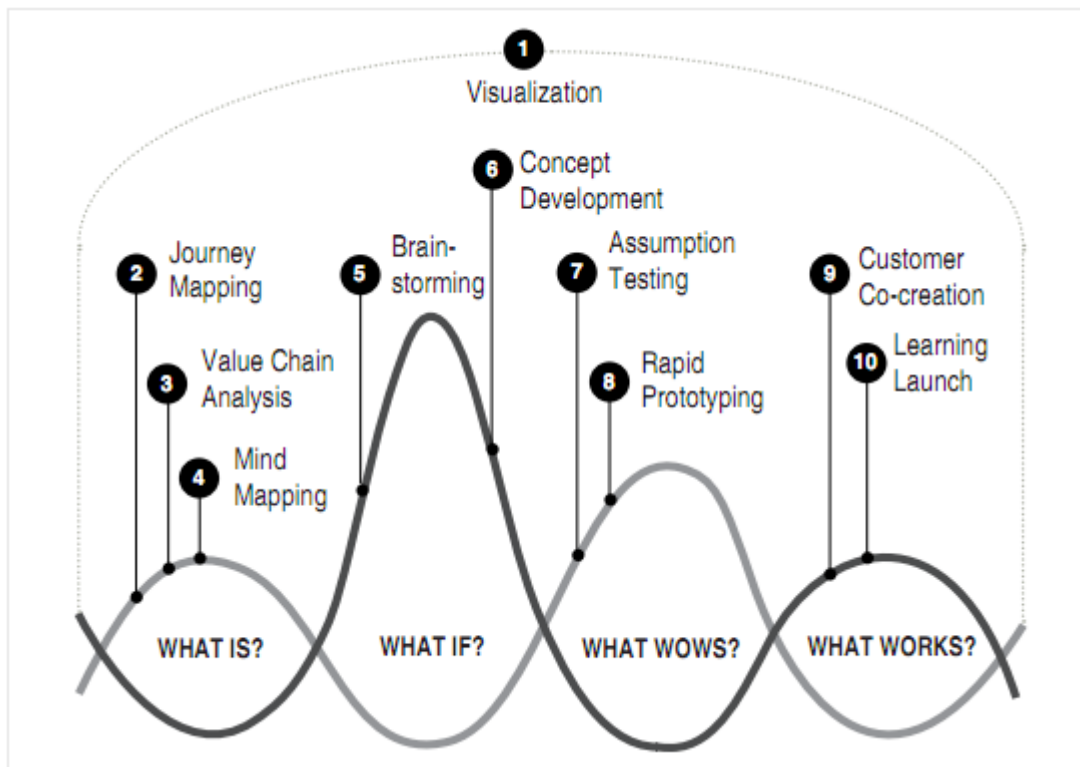 1
Visualization
6 Concept
Development
2 Journey
Mapping
5 Brain-
storming
7 Assumption
Testing
9 Customer
Co-creation
3 Value Chain
Analysis
8 Rapid
Prototyping
10 Learning
Launch
4 Mind
Mapping
WHAT IS?
WHAT IF?
WHAT WOWS?
WHAT WORKS?